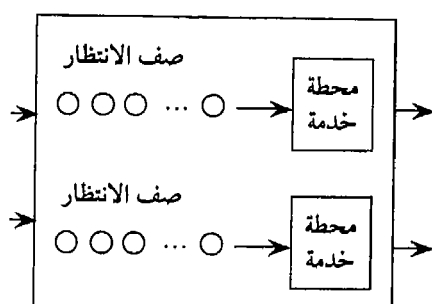 صف الانتظار
محطة
خدمة
صف الانتظار
محطة
خدمة